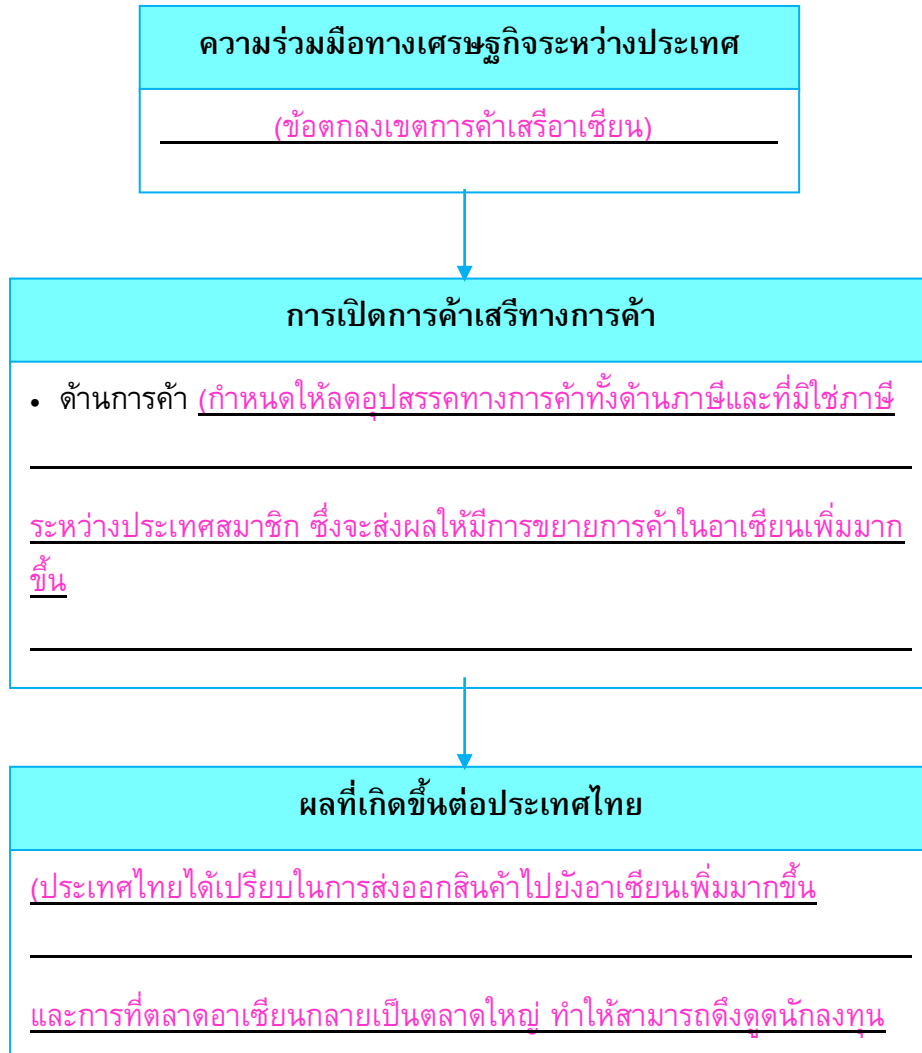 ความร่วมมือทางเศรษฐกิจระหว่างประเทศ
(ข้อตกลงเขตการค้าเสรีอาเซียน)
การเปิดการค้าเสรีทางการค้า
• ด้านการค้า (กำหนดให้ลดอุปสรรคทางการค้าทั้งด้านภาษีและที่มิใช่ภาษี
ระหว่างประเทศสมาชิก ซึ่งจะส่งผลให้มีการขยายการค้าในอาเซียนเพิ่มมาก
ขึ้น
ผลที่เกิดขึ้นต่อประเทศไทย
(ประเทศไทยได้เปรียบในการส่งออกสินค้าไปยังอาเซียนเพิ่มมากขึ้น
และการที่ตลาดอาเซียนกลายเป็นตลาดใหญ่ ทำให้สามารถดึงดูดนักลงทุน